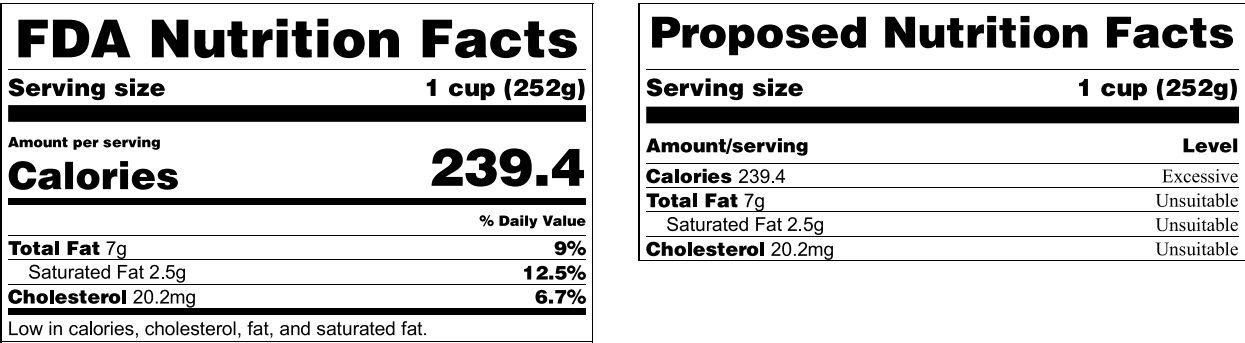 FDA Nutrition Facts
Serving size 1 cup (252g)
Amount per serving
Calories 239.4
% Daily Value
Total Fat 7g 9%
Saturated Fat 2.5g 12.5%
Cholesterol 20.2mg 6.7%
Low in calories, cholesterol, fat, and saturated fat.
Proposed Nutrition Facts
Serving size 1 cup (252g)
Amount/serving Level
Calories 239.4 Excessive
Total Fat 7g Unsuitable
Saturated Fat 2.5g Unsuitable
Cholesterol 20.2mg Unsuitable